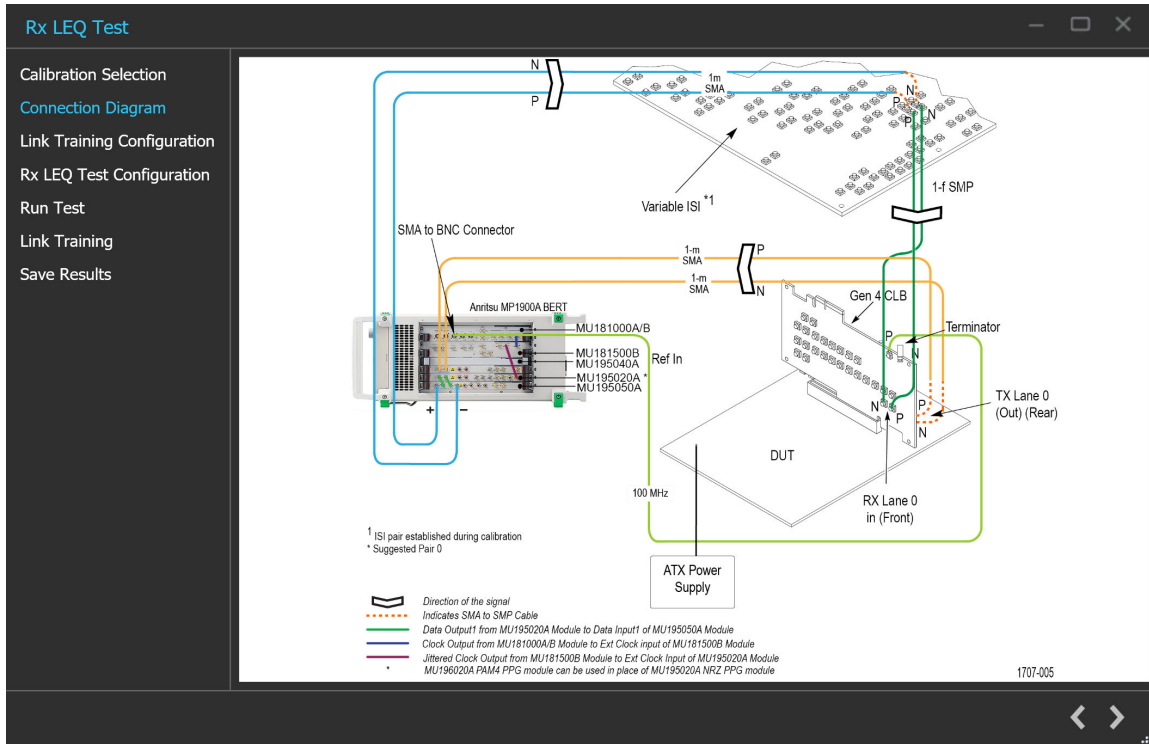 Rx LEQ Test
Calibration Selection
Connection Diagram
Link Training Configuration
Rx LEQ Test Configuration
Run Test
Link Training
Save Results
N
P
1m
SMA
N
P
P
N
Variable ISI *1
1-f SMP
SMA to BNC Connector
1-m
SMA
P
1-m
SMA
N
Gen 4 CLB
Anritsu MP1900A BERT
MU181000A/B
MU181500B
MU195040A
MU195020A *
MU195050A
Ref In
P
Terminator
N
N
P
P
N
TX Lane 0
(Out) (Rear)
+
−
DUT
RX Lane 0
in (Front)
100 MHz
1 ISI pair established during calibration
* Suggested Pair 0
ATX Power
Supply
Direction of the signal
Indicates SMA to SMP Cable
Data Output1 from MU195020A Module to Data Input1 of MU195050A Module
Clock Output from MU181000A/B Module to Ext Clock input of MU181500B Module
Jittered Clock Output from MU181500B Module to Ext Clock Input of MU195020A Module
* MU196020A PAM4 PPG module can be used in place of MU195020A NRZ PPG module
1707-005